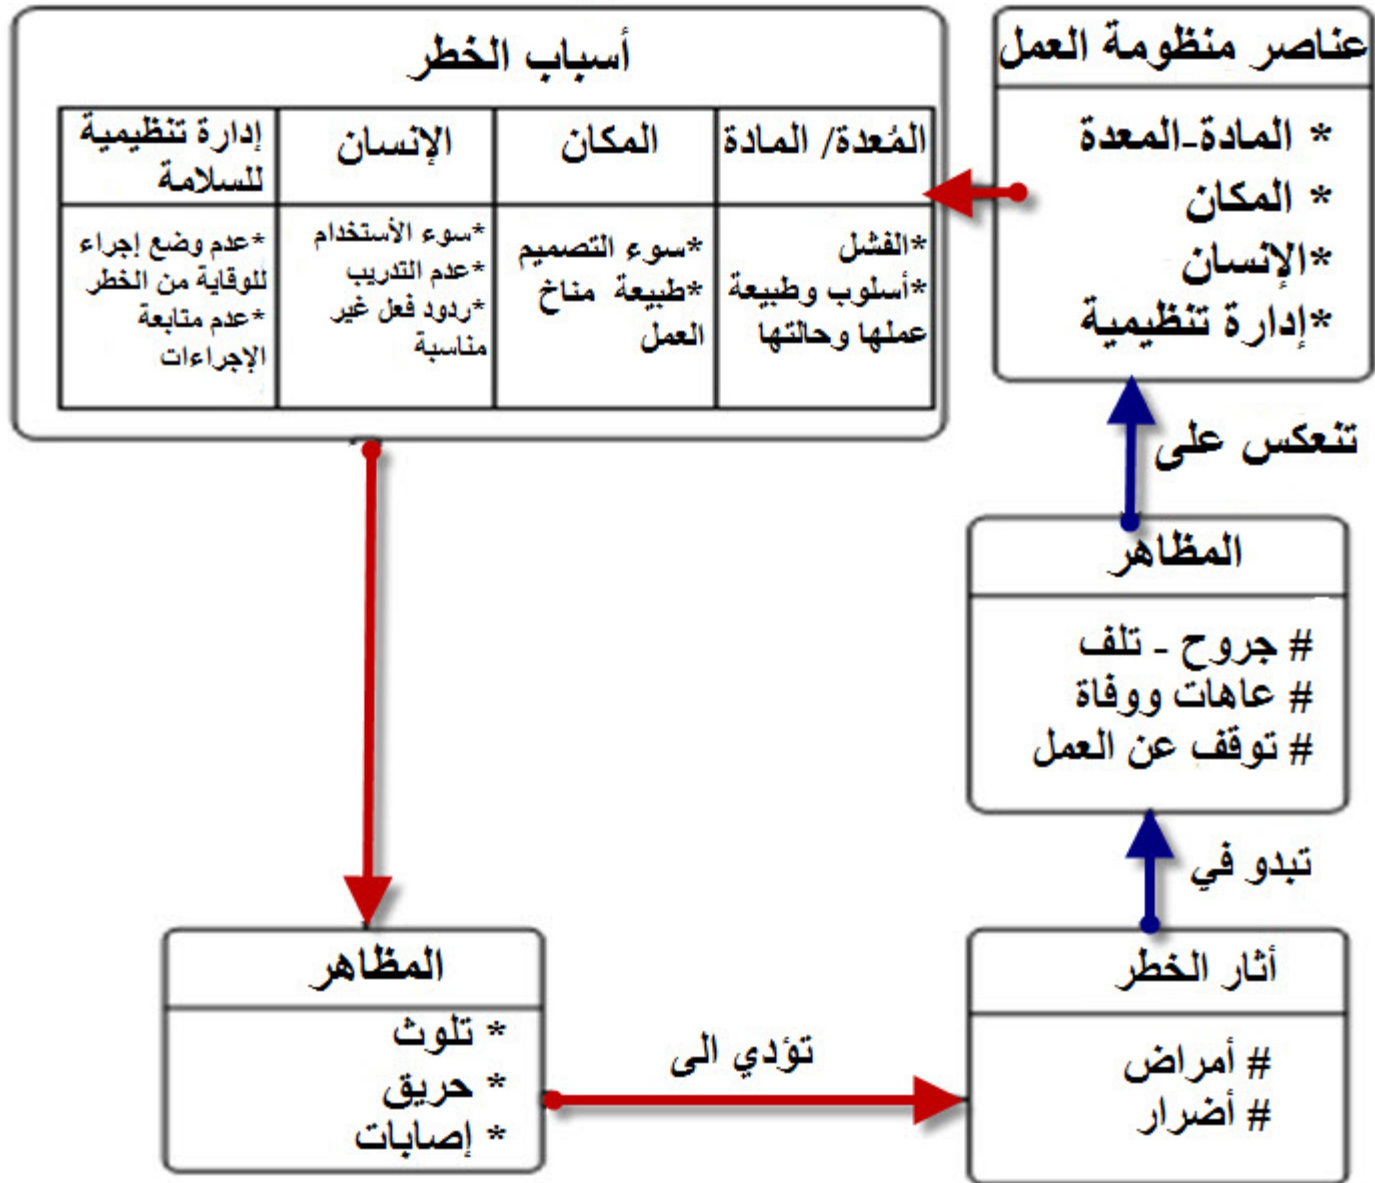 عناصر منظومة العمل
* المادة-المعدة
* المكان
*الإنسان
*إدارة تنظيمية
أسباب الخطر
المُعدة/ المادة
المكان
الإنسان
إدارة تنظيمية
للسلامة
*الفشل
*أسلوب وطبيعة
عملها وحالتها
*سوء التصميم
*طبيعة مناخ
العمل
*سوء الأستخدام
*عدم التدريب
*ردود فعل غير
مناسبة
*عدم وضع إجراء
للوقاية من الخطر
*عدم متابعة
الإجراءات
المظاهر
* تلوث
* حريق
* إصابات
تؤدي الى
أثار الخطر
# أمراض
# أضرار
تبدو في
المظاهر
# جروح - تلف
# عاهات ووفاة
# توقف عن العمل
تنعكس على